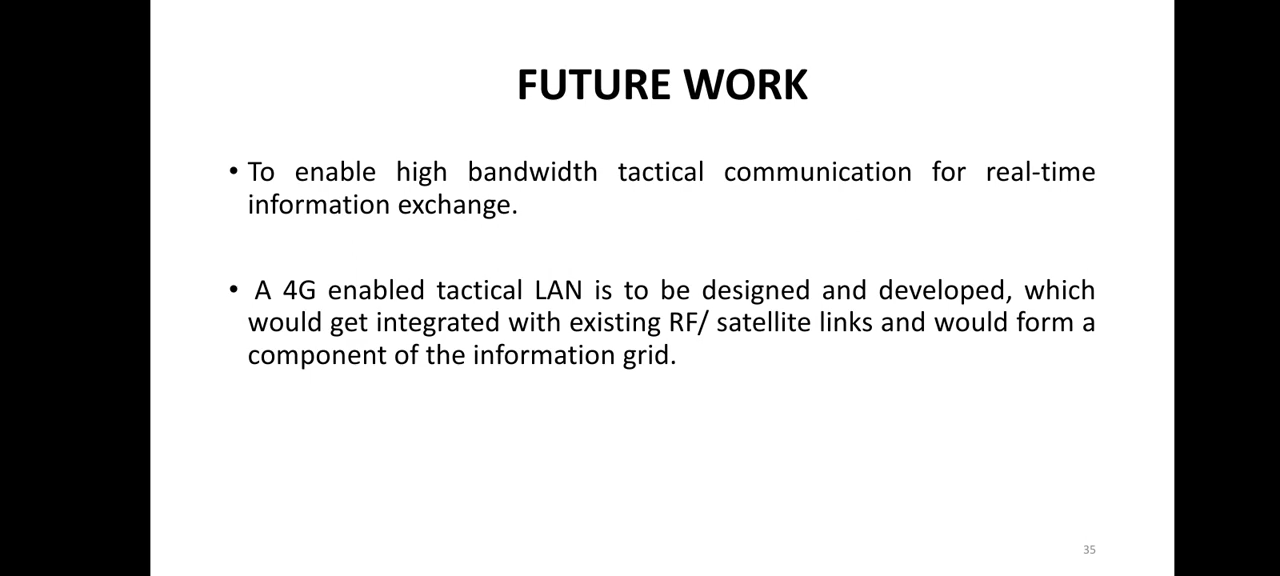 FUTURE WORK
• To enable high bandwidth tactical communication for real-time
information exchange.
• A 4G enabled tactical LAN is to be designed and developed, which
would get integrated with existing RF/ satellite links and would form a
component of the information grid.
35